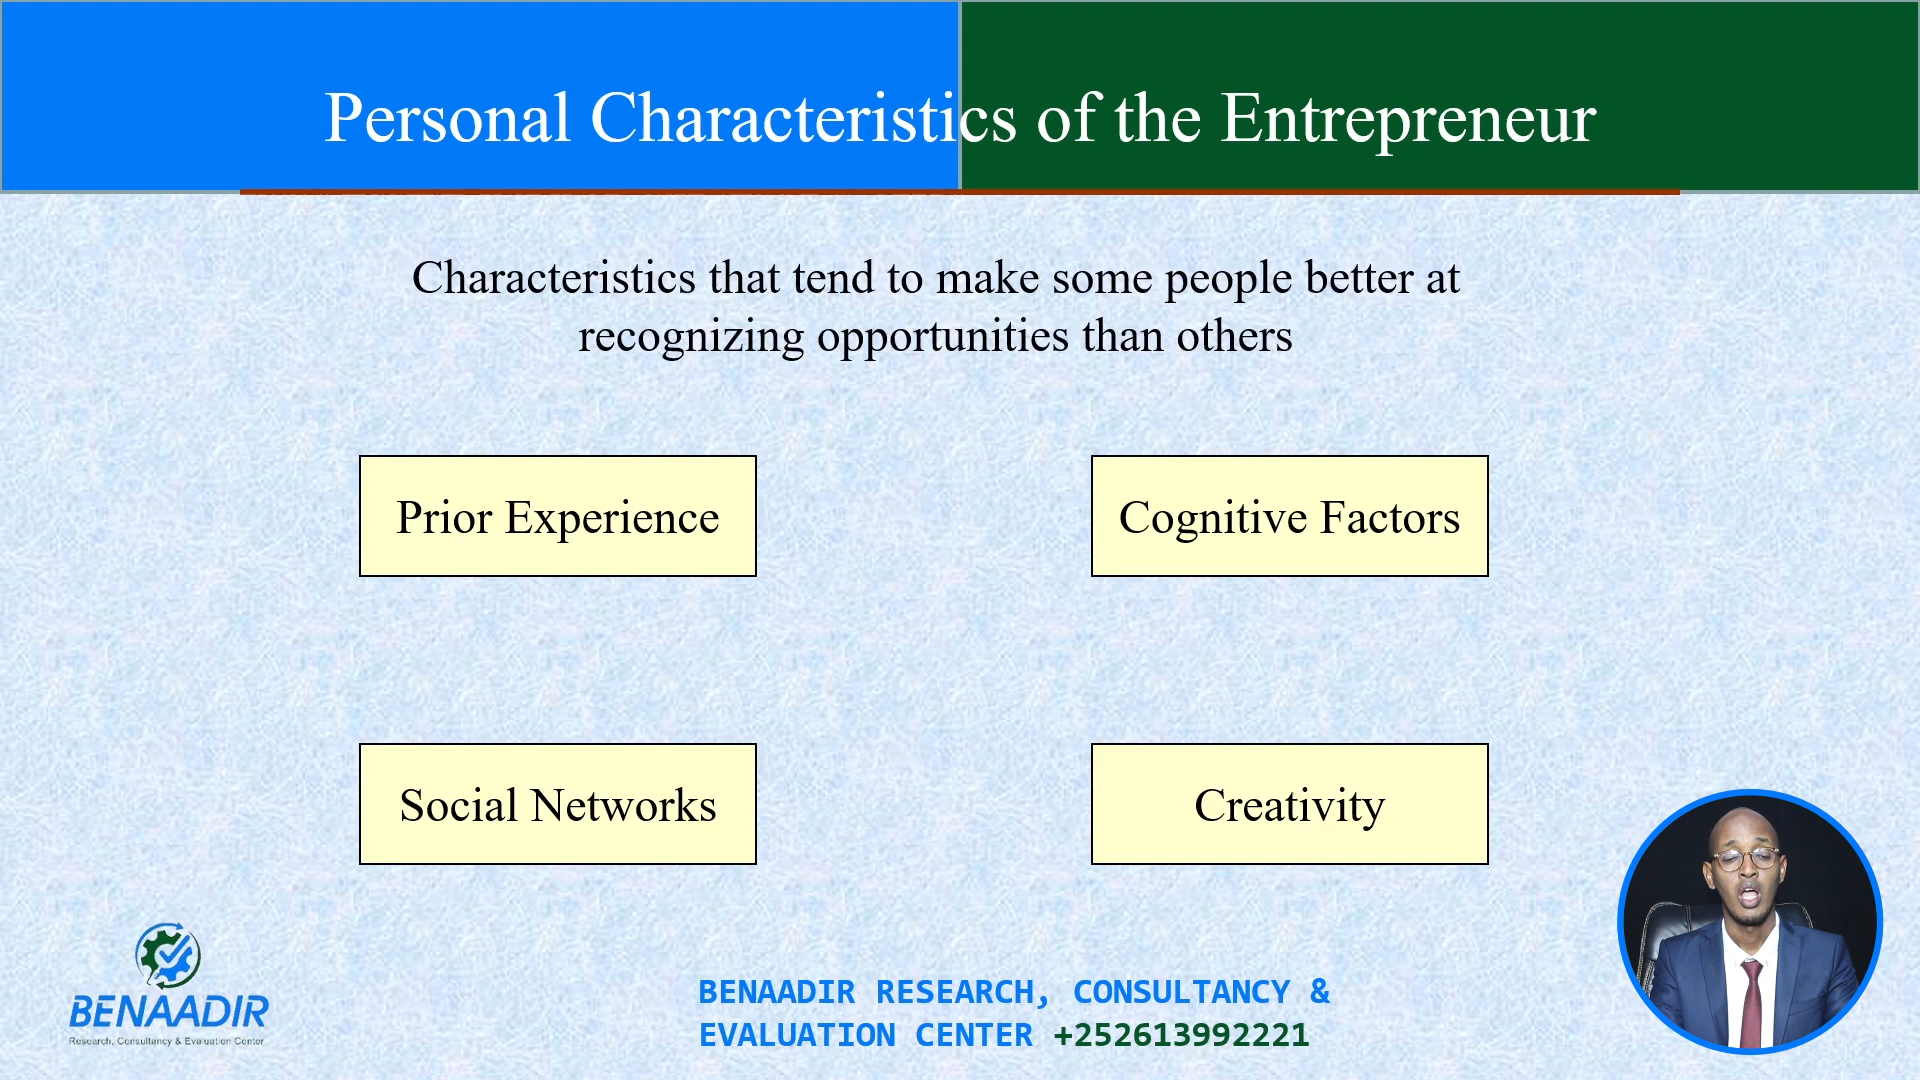 Personal Characteristics of the Entrepreneur
Characteristics that tend to make some people better at
recognizing opportunities than others
Prior Experience
Cognitive Factors
Social Networks
Creativity
BENAADIR
Research, Consultancy & Evaluation Center
BENAADIR RESEARCH, CONSULTANCY &
EVALUATION CENTER +252613992221